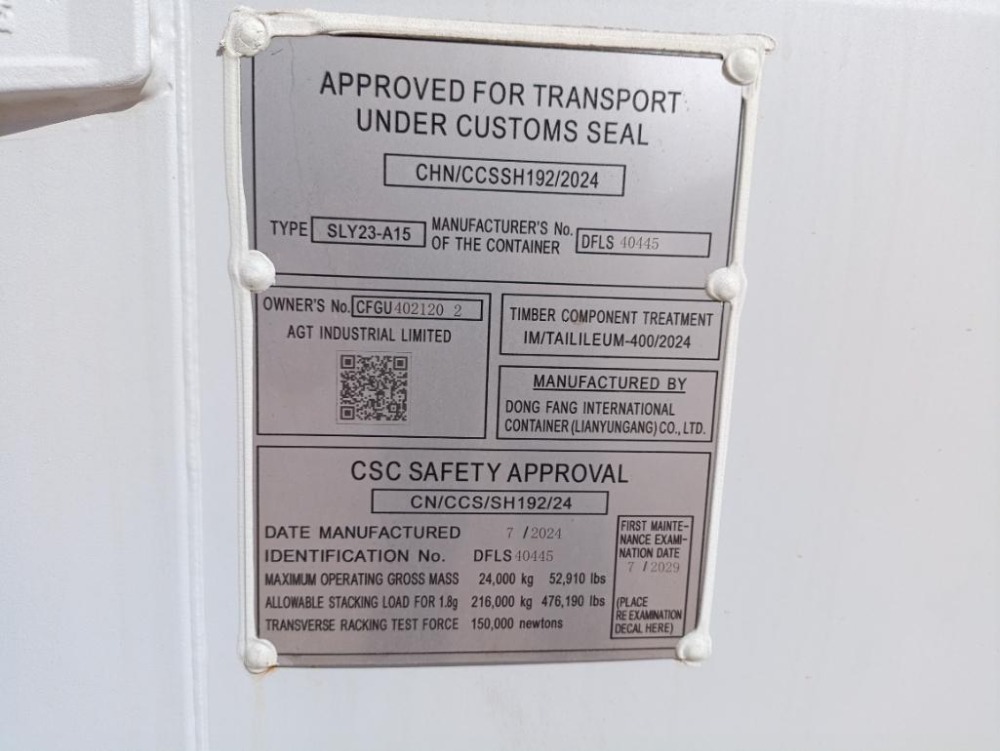 APPROVED FOR TRANSPORT
UNDER CUSTOMS SEAL
CHN/CCSSH192/2024
TYPE SLY23-A15 MANUFACTURER'S No.
OF THE CONTAINER DFLS 40445
OWNER'S No. CFGU 402120 2
AGT INDUSTRIAL LIMITED
TIMBER COMPONENT TREATMENT
IM/TAILILEUM-400/2024
MANUFACTURED BY
DONG FANG INTERNATIONAL
CONTAINER (LIANYUNGANG) CO., LTD.
CSC SAFETY APPROVAL
CN/CCS/SH192/24
DATE MANUFACTURED 7 / 2024
IDENTIFICATION No. DFLS 40445
MAXIMUM OPERATING GROSS MASS 24,000 kg 52,910 lbs
ALLOWABLE STACKING LOAD FOR 1.8g 216,000 kg 476,190 lbs
TRANSVERSE RACKING TEST FORCE 150,000 newtons
FIRST MAINTE-
NANCE EXAMI-
NATION DATE
7 / 2029
(PLACE
RE EXAMINATION
DECAL HERE)